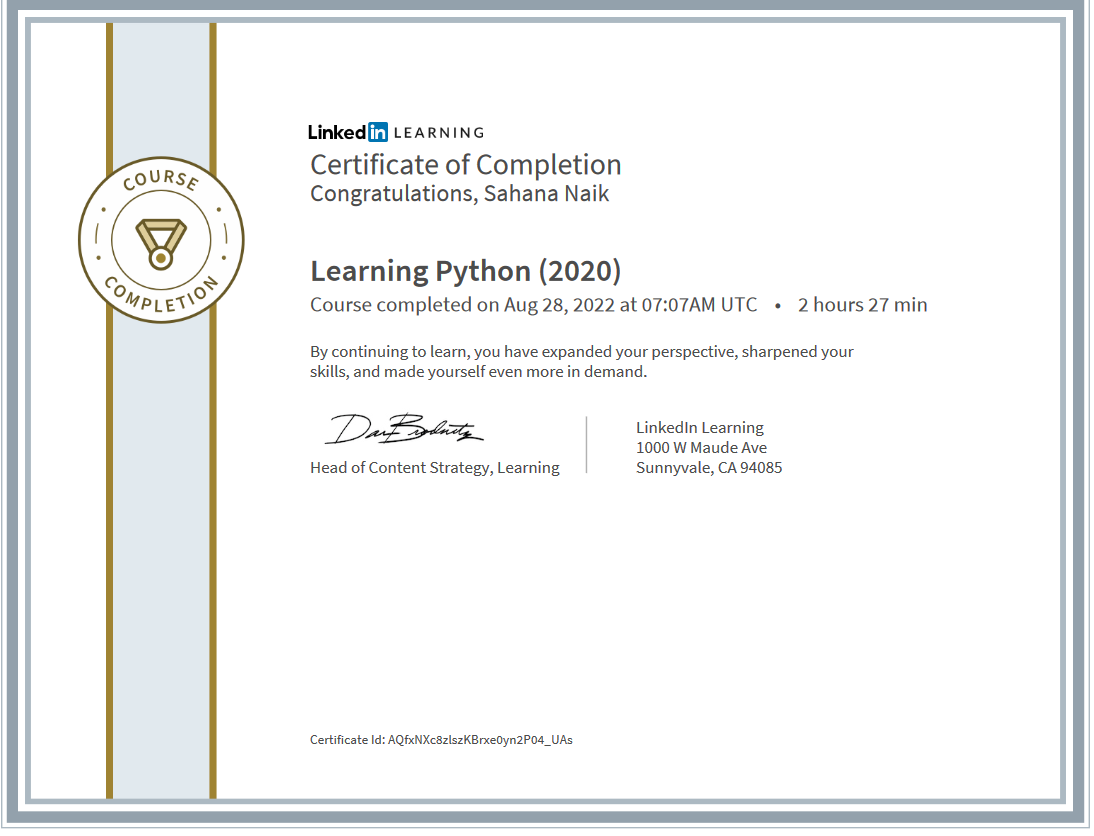 COURSE
COMPLETION
Linked in LEARNING
Certificate of Completion
Congratulations, Sahana Naik
Learning Python (2020)
Course completed on Aug 28, 2022 at 07:07AM UTC • 2 hours 27 min
By continuing to learn, you have expanded your perspective, sharpened your
skills, and made yourself even more in demand.
Head of Content Strategy, Learning
LinkedIn Learning
1000 W Maude Ave
Sunnyvale, CA 94085
Certificate Id: AQfxNXc8zlszKBrxe0yn2P04_UAs